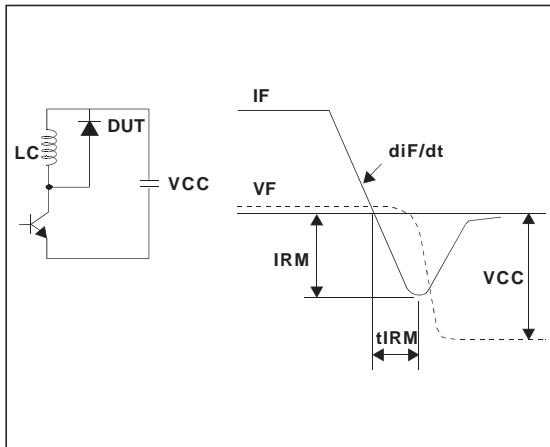 DUT
LC
VCC
IF
diF/dt
VF
IRM
VCC
tIRM